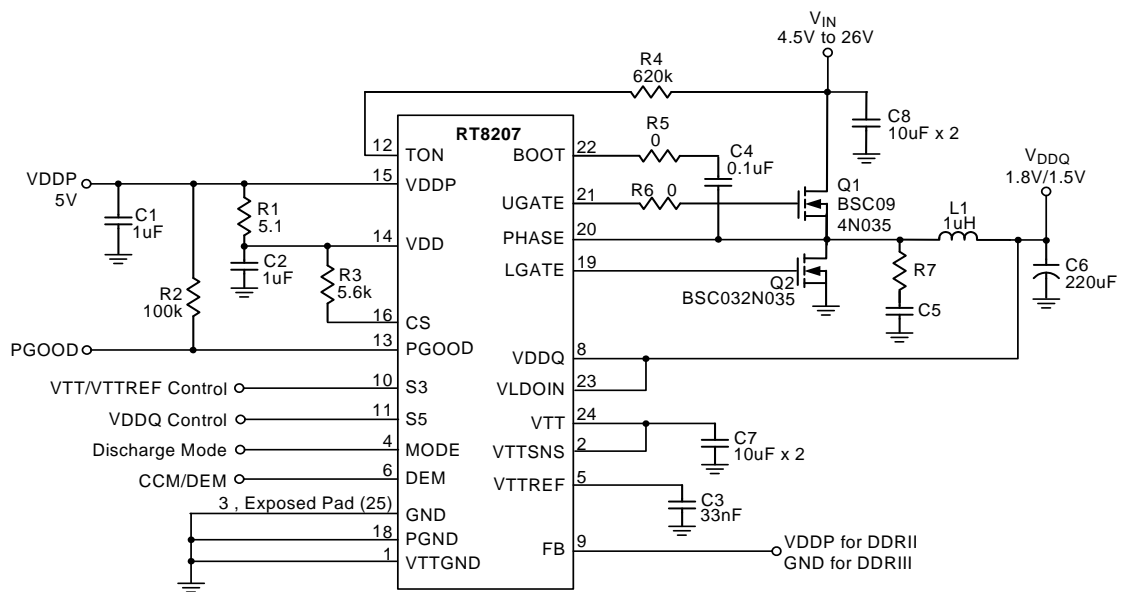 VIN
4.5V to 26V
R4
620k
C8
10uF x 2
RT8207
R5
0
C4
0.1uF
12
TON
BOOT
22
VDDQ
1.8V/1.5V
VDDP
5V
15
VDDP
Q1
BSC09
4N035
UGATE
21
R6 0
L1
1uH
C1
1uF
R1
5.1
14
VDD
PHASE
20
C2
1uF
R3
5.6k
LGATE
19
Q2
BSC032N035
R7
C6
220uF
R2
100k
C5
16
CS
PGOOD
13
PGOOD
VDDQ
8
VTT/VTTREF Control
10
S3
VLDOIN
23
VDDQ Control
11
S5
VTT
24
C7
10uF x 2
Discharge Mode
4
MODE
VTTSNS
2
CCM/DEM
6
DEM
VTTREF
5
C3
33nF
3 , Exposed Pad (25)
GND
18
PGND
1
VTTGND
FB
9
VDDP for DDRII
GND for DDRIII